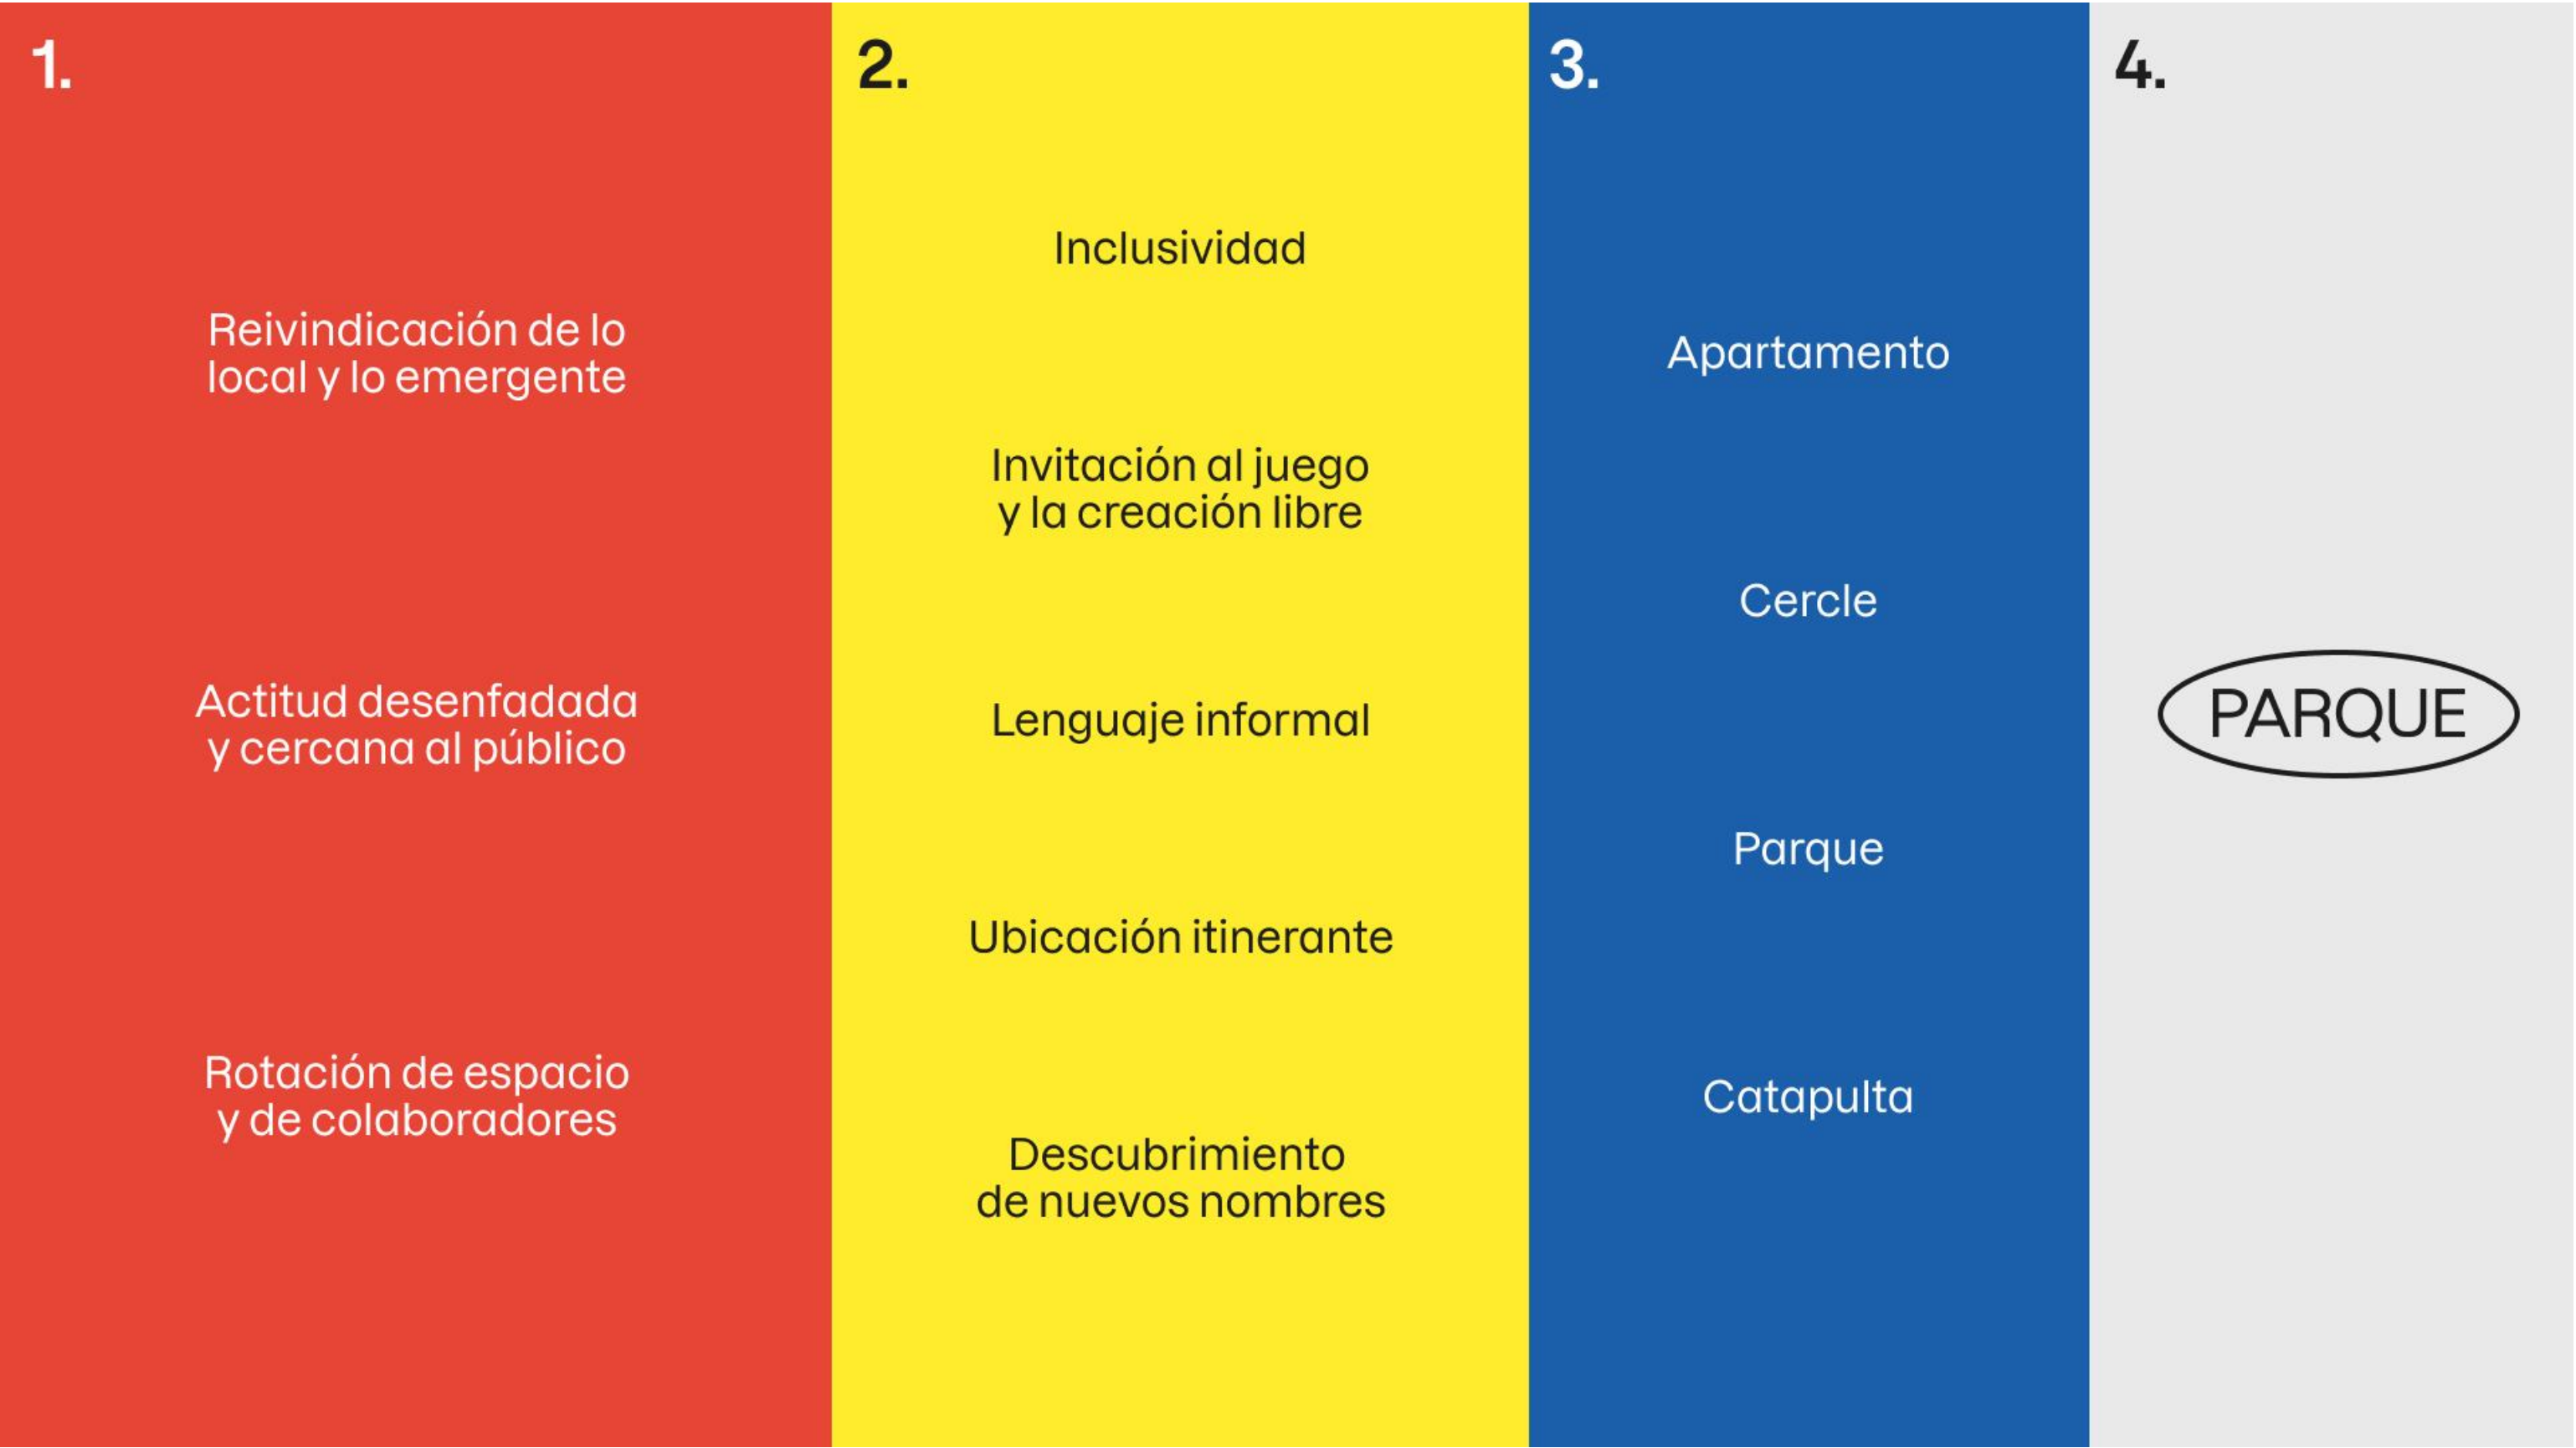 1.
Reivindicación de lo
local y lo emergente
Actitud desenfadada
y cercana al público
Rotación de espacio
y de colaboradores
2.
Inclusividad
Invitación al juego
y la creación libre
Lenguaje informal
Ubicación itinerante
Descubrimiento
de nuevos nombres
3.
Apartamento
Cercle
Parque
Catapulta
4.
PARQUE